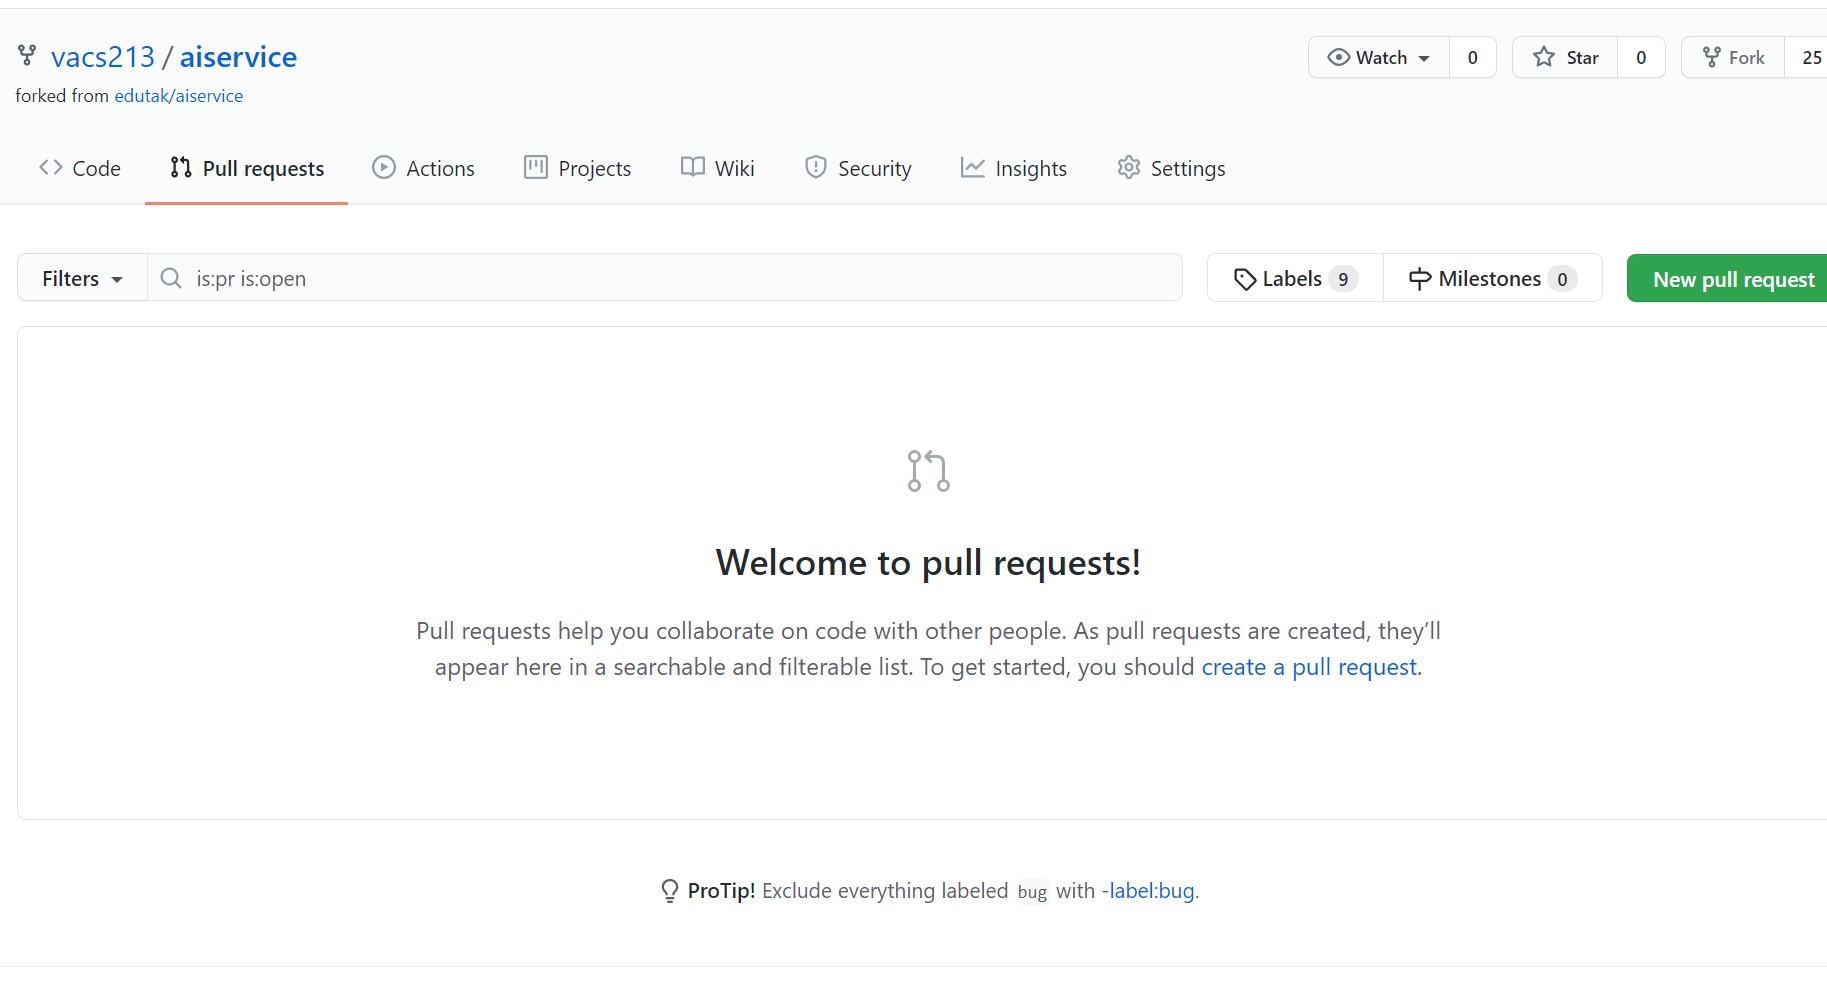 vacs213 / aiservice
Watch 0 Star 0 Fork 25
forked from edutak/aiservice
Code Pull requests Actions Projects Wiki Security Insights Settings
Filters is:pr is:open Labels 9 Milestones 0 New pull request
Welcome to pull requests!
Pull requests help you collaborate on code with other people. As pull requests are created, they’ll
appear here in a searchable and filterable list. To get started, you should create a pull request.
ProTip! Exclude everything labeled bug with -label:bug.